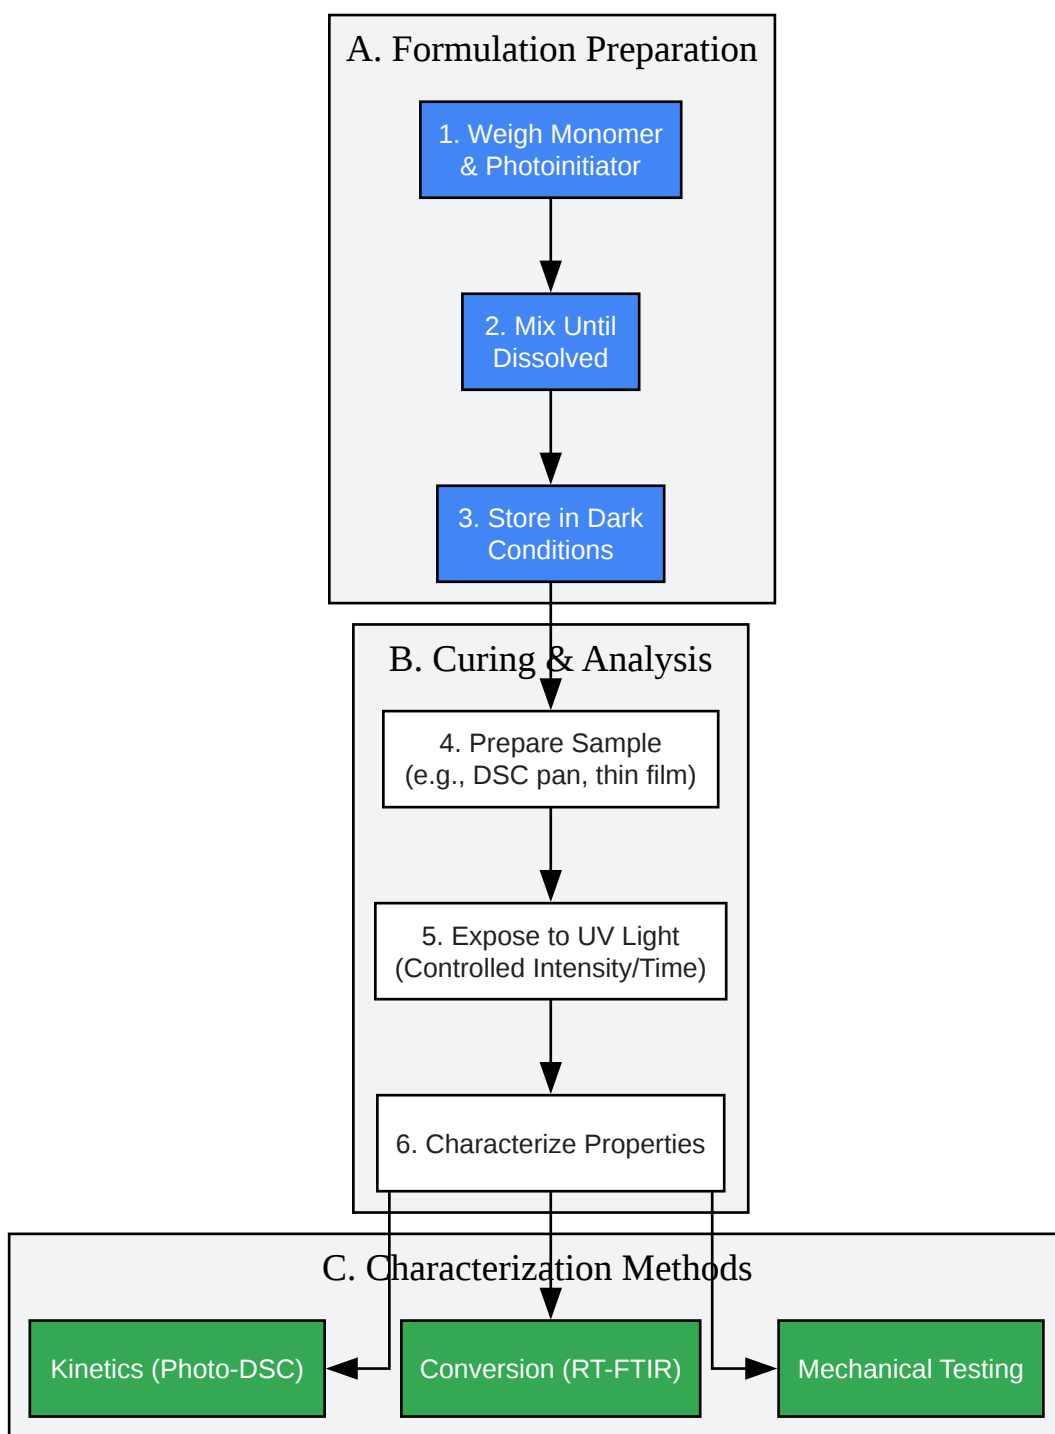 A. Formulation Preparation
1. Weigh Monomer
& Photoinitiator
2. Mix Until
Dissolved
3. Store in Dark
Conditions
B. Curing & Analysis
4. Prepare Sample
(e.g., DSC pan, thin film)
5. Expose to UV Light
(Controlled Intensity/Time)
6. Characterize Properties
C. Characterization Methods
Kinetics (Photo-DSC)
Conversion (RT-FTIR)
Mechanical Testing